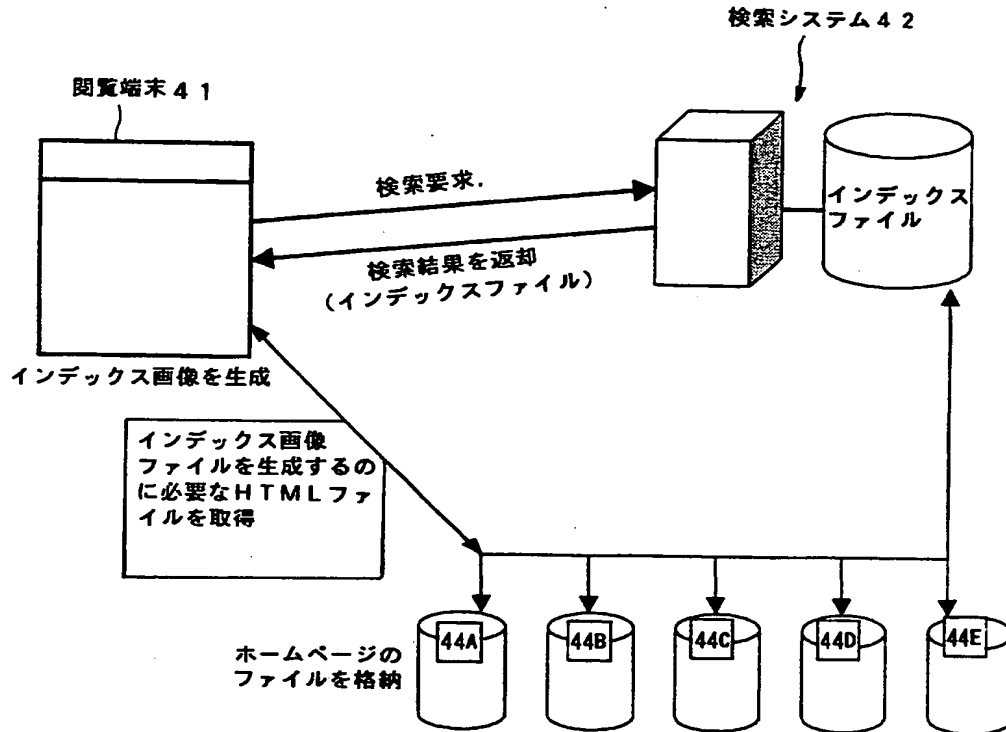 検索システム42
閲覧端末41
検索要求.
インデックス
ファイル
検索結果を返却
(インデックスファイル)
インデックス画像を生成
インデックス画像
ファイルを生成するの
に必要なHTMLファ
イルを取得
44A
44B
44C
44D
44E
ホームページの
ファイルを格納